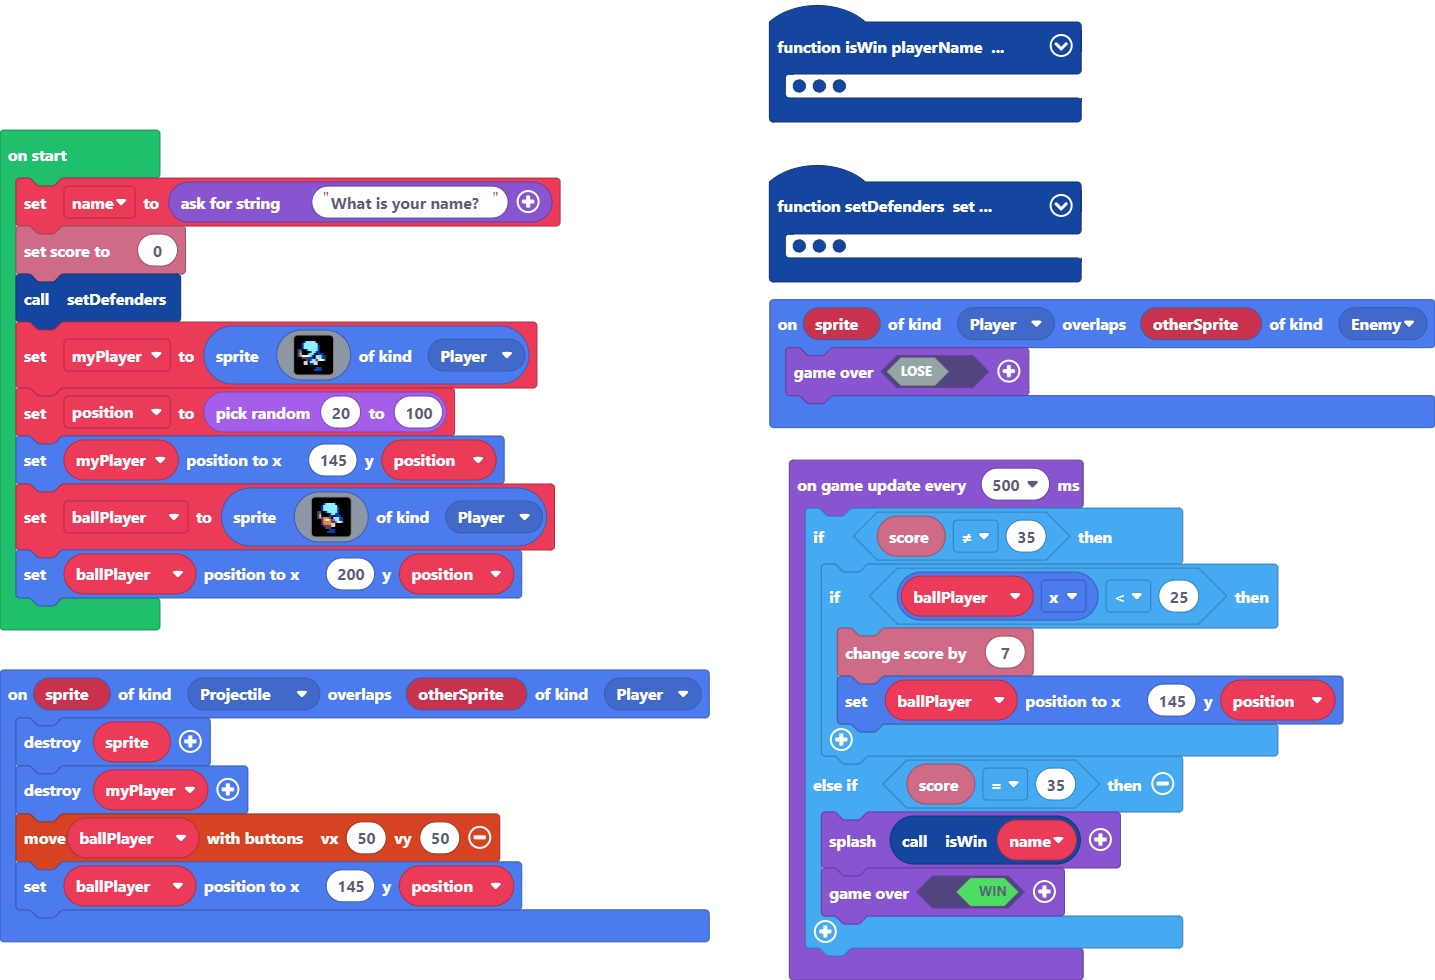 on start
set name to ask for string "What is your name? "
set score to 0
call setDefenders
set myPlayer to sprite of kind Player
set position to pick random 20 to 100
set myPlayer position to x 145 y position
set ballPlayer to sprite of kind Player
set ballPlayer position to x 200 y position
on sprite of kind Projectile overlaps otherSprite of kind Player
destroy sprite
destroy myPlayer
move ballPlayer with buttons vx 50 vy 50
set ballPlayer position to x 145 y position
function isWin playerName ...
function setDefenders set ...
on sprite of kind Player overlaps otherSprite of kind Enemy
game over LOSE
on game update every 500 ms
if score ≠ 35 then
if ballPlayer x < 25 then
change score by 7
set ballPlayer position to x 145 y position
else if score = 35 then
splash call isWin name
game over WIN